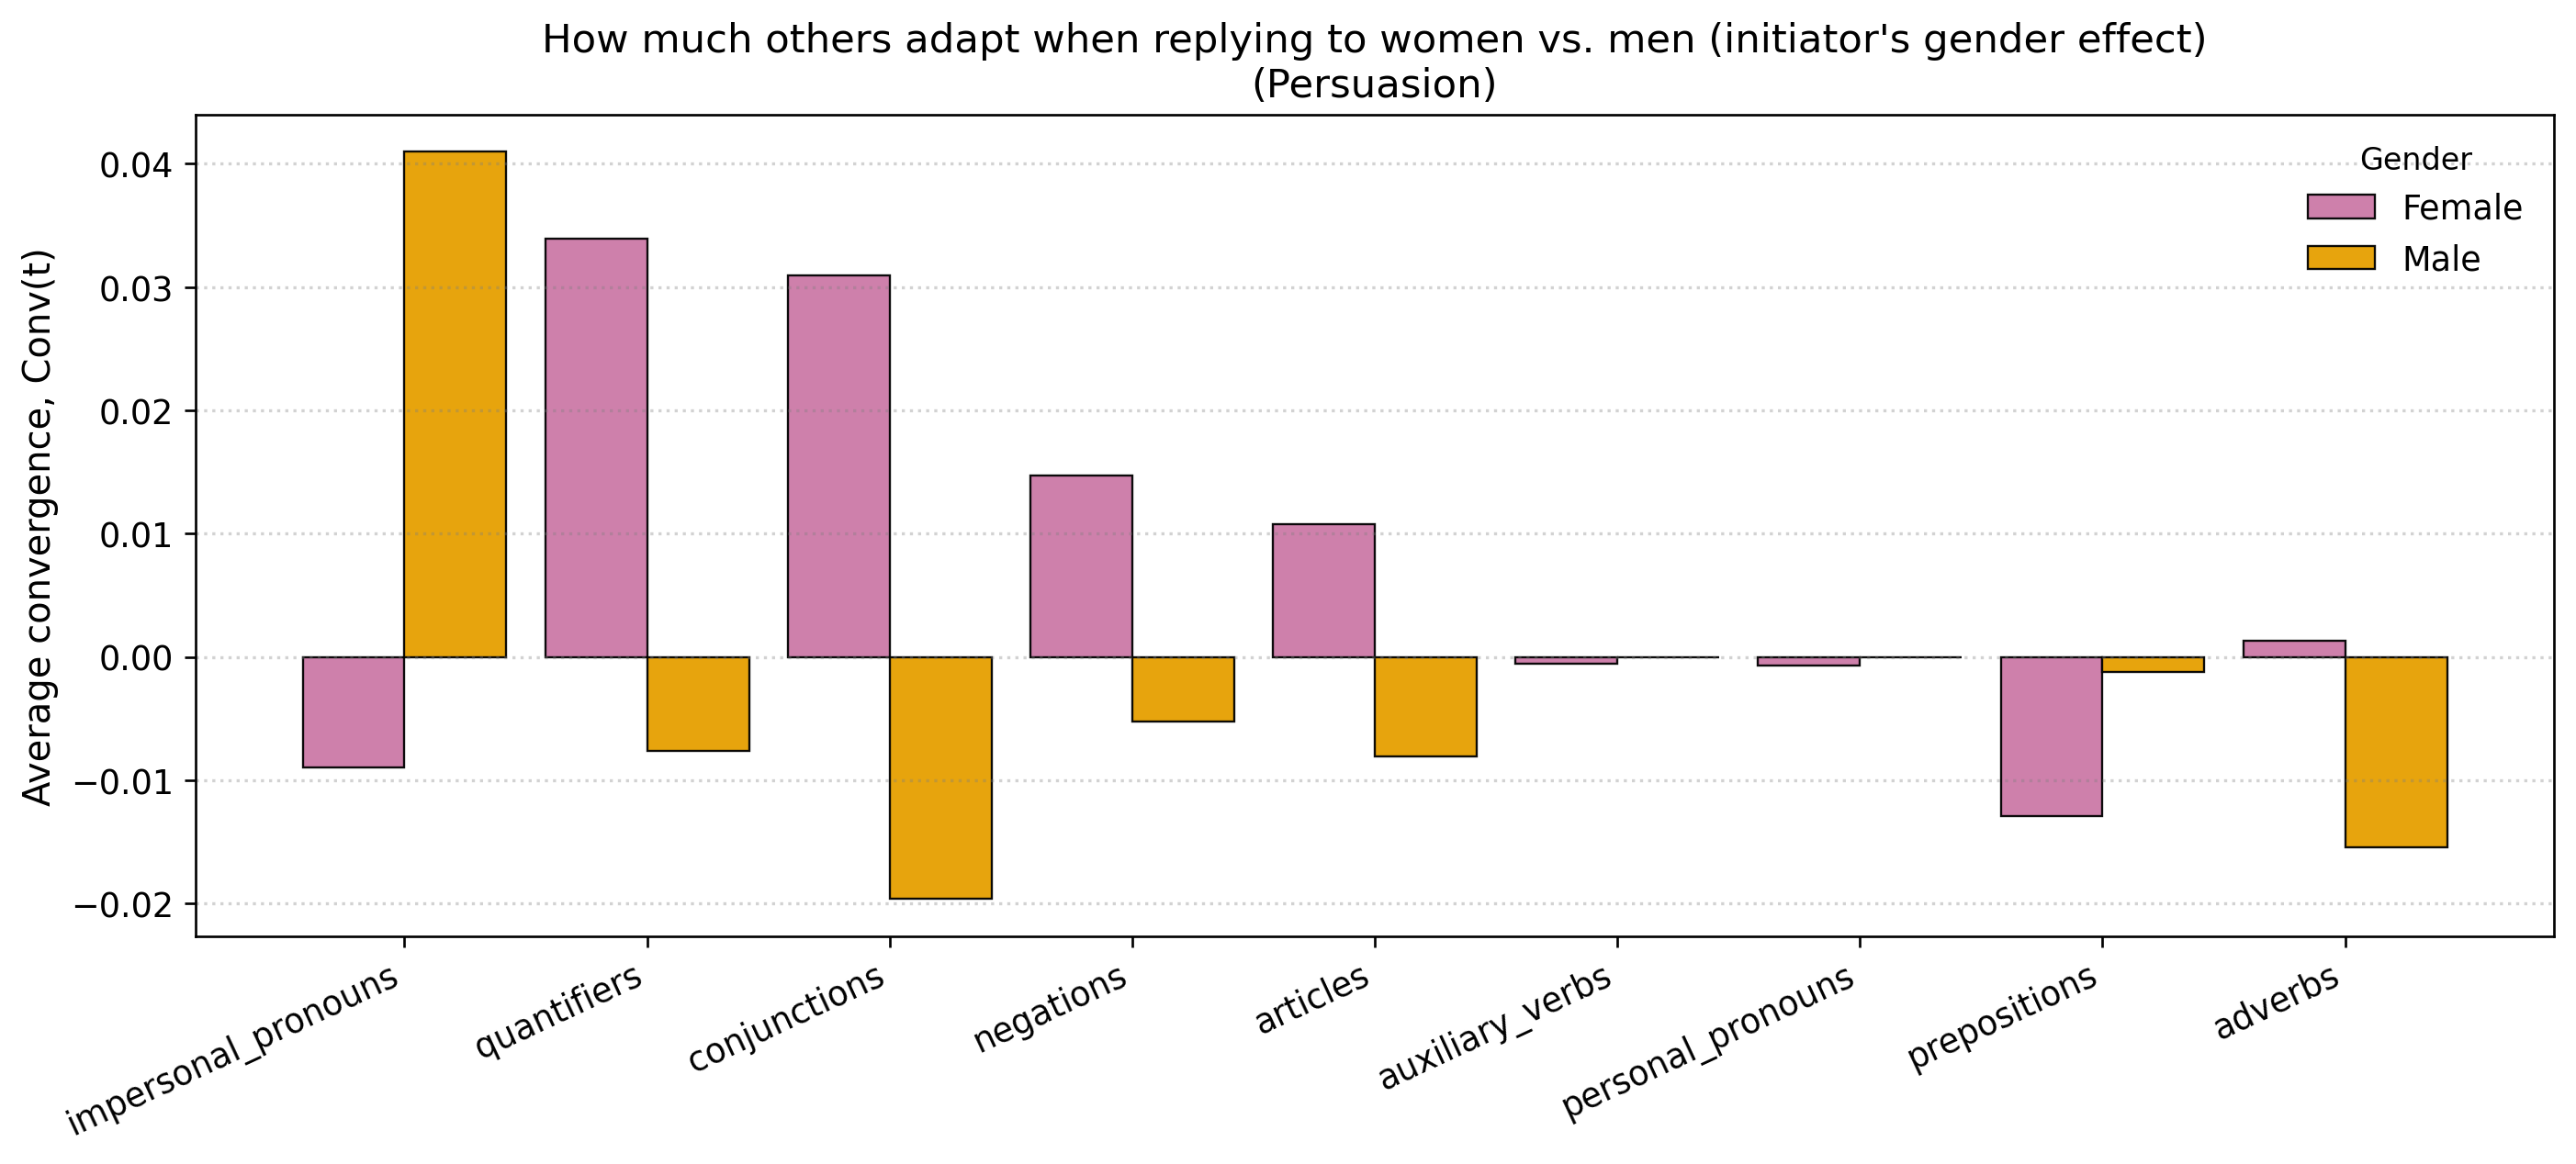 How much others adapt when replying to women vs. men (initiator's gender effect)
(Persuasion)
Average convergence, Conv(t)
0.04
0.03
0.02
0.01
0.00
−0.01
−0.02
Gender
Female
Male
impersonal_pronouns
quantifiers
conjunctions
negations
articles
auxiliary_verbs
personal_pronouns
prepositions
adverbs